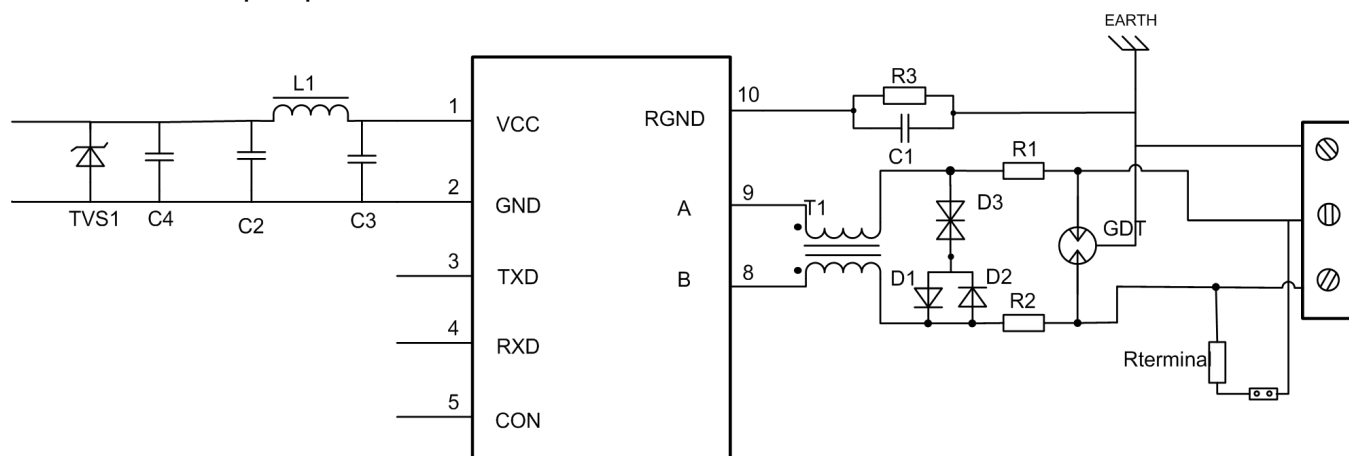 EARTH
L1
R3
1
10
VCC
RGND
C1
R1
2
9
T1
D3
TVS1
C4
C2
C3
GND
A
GDT
3
8
TXD
B
D1
D2
R2
4
RXD
Rterminal
5
CON